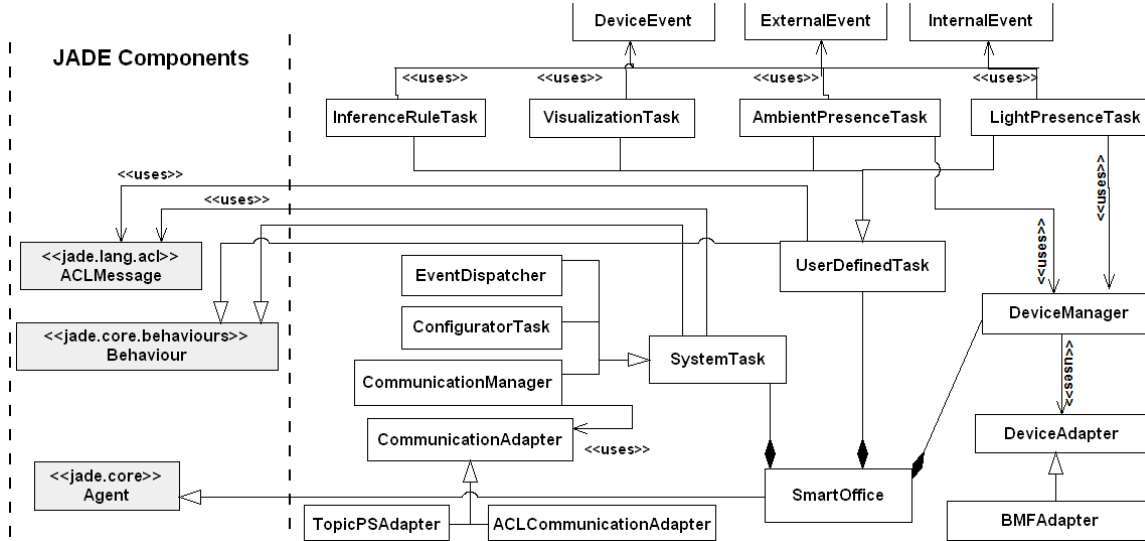 DeviceEvent
ExternalEvent
InternalEvent
JADE Components
<<uses>>
<<uses>>
<<uses>>
<<uses>>
InferenceRuleTask
VisualizationTask
AmbientPresenceTask
LightPresenceTask
<<uses>>
<<uses>>
<<uses>>
<<uses>>
<<jade.lang.acl>>
ACLMessage
EventDispatcher
UserDefinedTask
<<jade.core.behaviours>>
Behaviour
ConfiguratorTask
DeviceManager
SystemTask
CommunicationManager
<<uses>>
CommunicationAdapter
<<uses>>
DeviceAdapter
<<jade.core>>
Agent
SmartOffice
TopicPSAdapter
ACLCommunicationAdapter
BMFAdapter